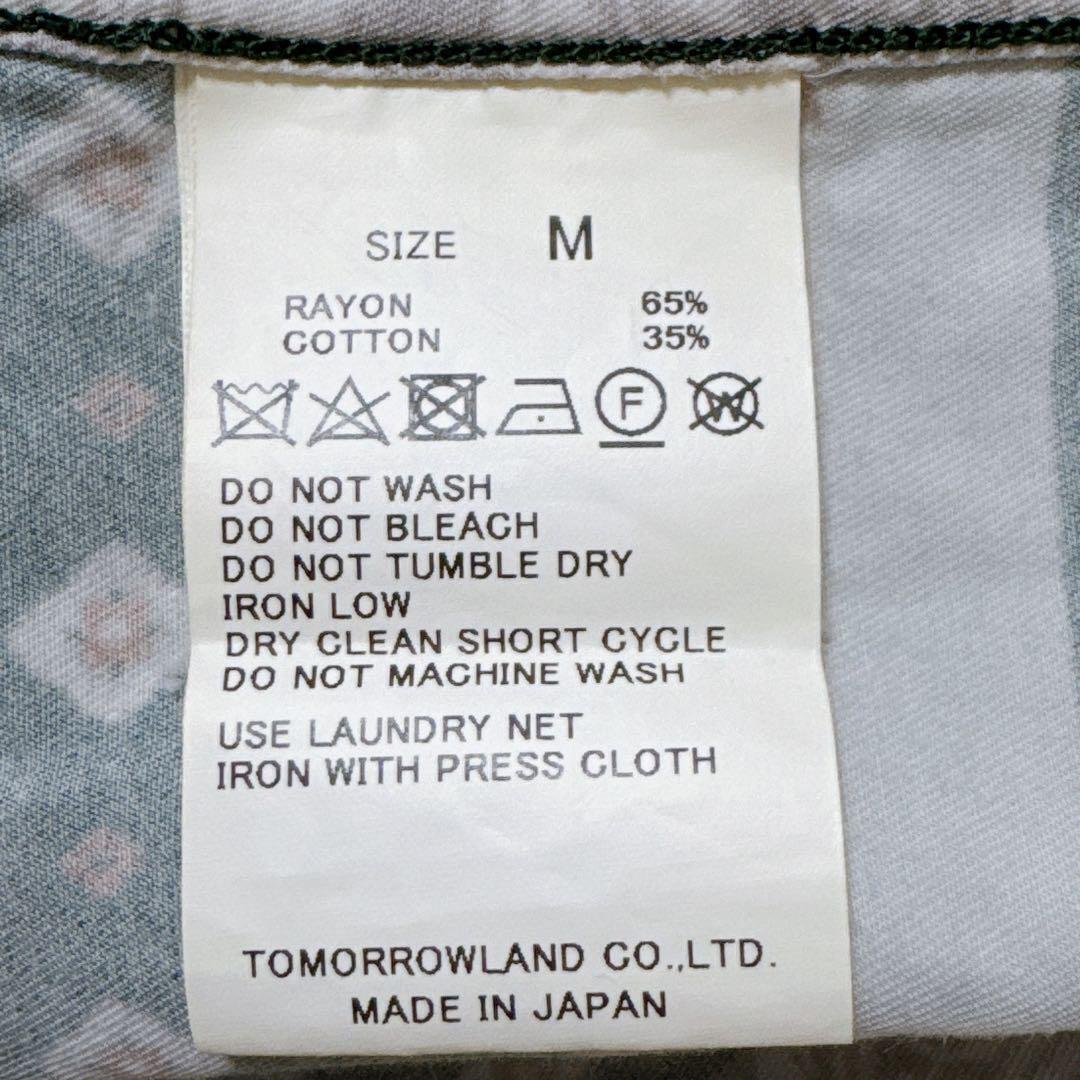 SIZE M
RAYON 65%
COTTON 35%
F W
DO NOT WASH
DO NOT BLEACH
DO NOT TUMBLE DRY
IRON LOW
DRY CLEAN SHORT CYCLE
DO NOT MACHINE WASH
USE LAUNDRY NET
IRON WITH PRESS CLOTH
TOMORROWLAND CO.,LTD.
MADE IN JAPAN